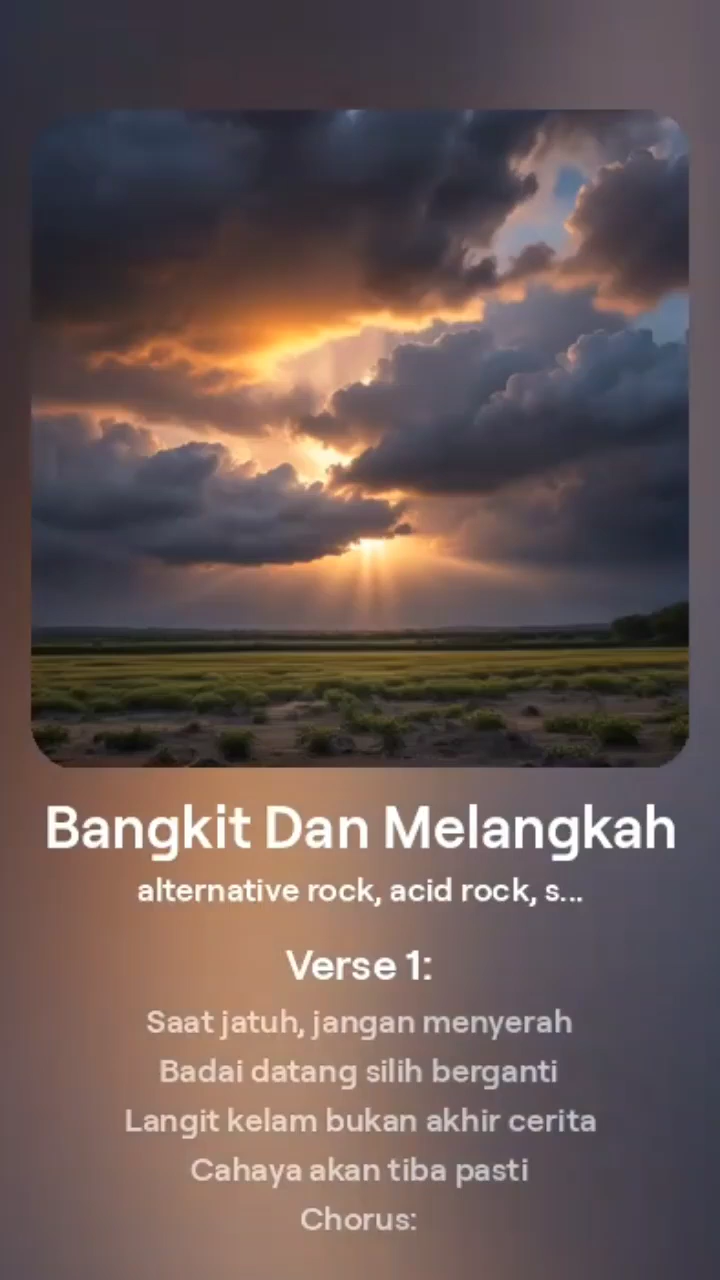 Bangkit Dan Melangkah
alternative rock, acid rock, s...
Verse 1:
Saat jatuh, jangan menyerah
Badai datang silih berganti
Langit kelam bukan akhir cerita
Cahaya akan tiba pasti
Chorus: